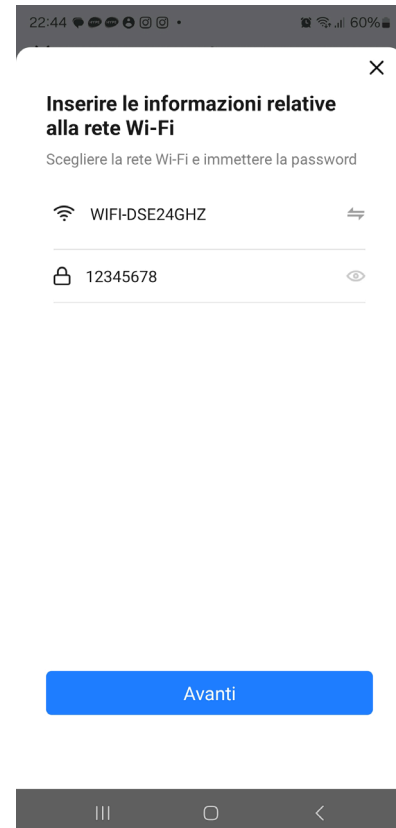 22:44 60%
Inserire le informazioni relative
alla rete Wi-Fi
Scegliere la rete Wi-Fi e immettere la password
WIFI-DSE24GHZ
12345678
Avanti